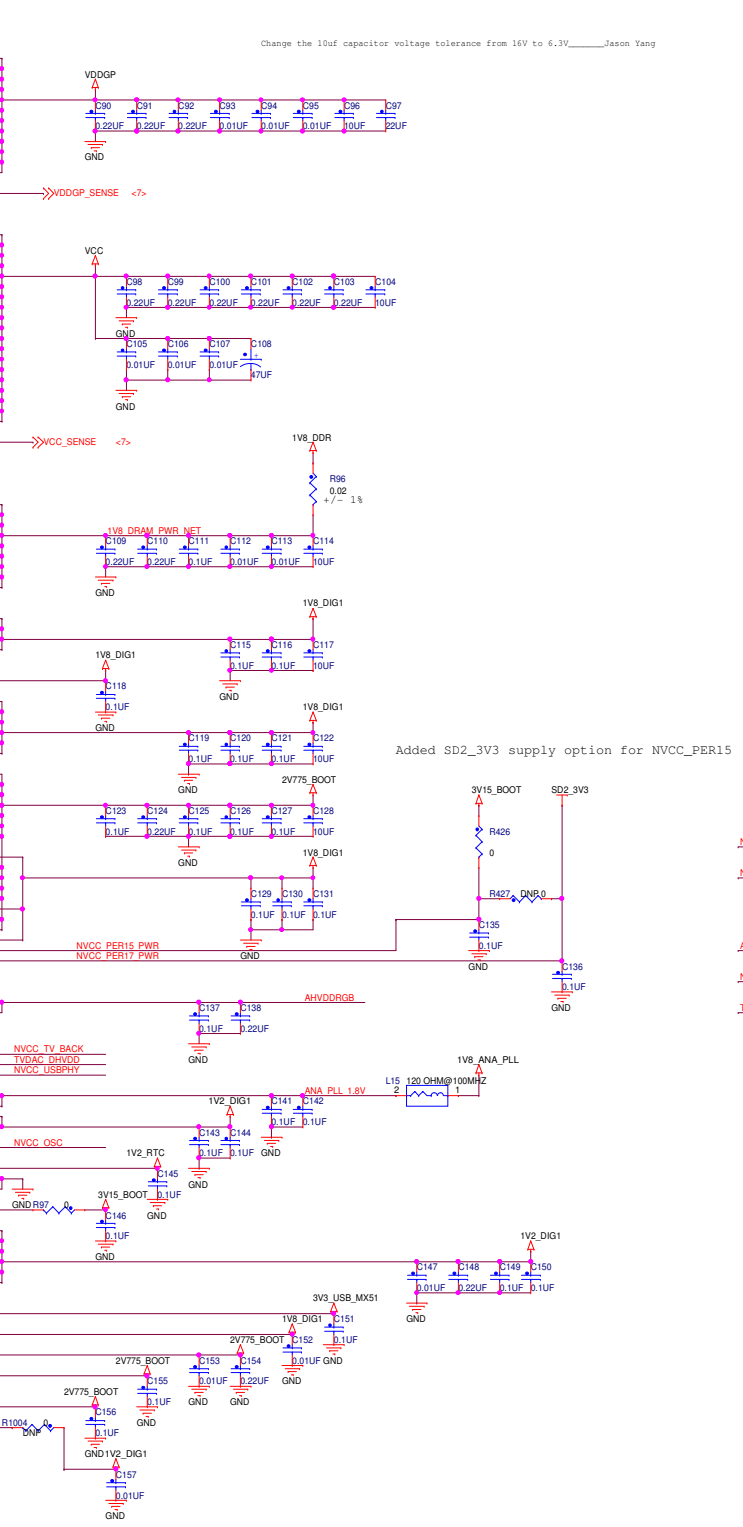 Change the 10uf capacitor voltage tolerance from 16V to 6.3V_______Jason Yang
VDDGP
C90 C91 C92 C93 C94 C95 C96 C97
0.22UF 0.22UF 0.22UF 0.01UF 0.01UF 0.01UF 10UF 22UF
GND
VDDGP_SENSE <7>
VCC
C98 C99 C100 C101 C102 C103 C104
0.22UF 0.22UF 0.22UF 0.22UF 0.22UF 0.22UF 10UF
GND
C105 C106 C107 C108
0.01UF 0.01UF 0.01UF 47UF
GND
VCC_SENSE <7>
1V8_DDR
R96
0.02
+/- 1%
1V8_DRAM_PWR_NET
C109 C110 C111 C112 C113 C114
0.22UF 0.22UF 0.1UF 0.01UF 0.01UF 10UF
GND
1V8_DIG1
C115 C116 C117
0.1UF 0.1UF 10UF
GND
1V8_DIG1
C118
0.1UF
GND
1V8_DIG1
C119 C120 C121 C122
0.1UF 0.1UF 0.1UF 10UF
GND
Added SD2_3V3 supply option for NVCC_PER15
2V775_BOOT
C123 C124 C125 C126 C127 C128
0.1UF 0.22UF 0.1UF 0.1UF 0.1UF 10UF
GND
3V15_BOOT SD2_3V3
R426
0
R427 DNP 0
C135
0.1UF
GND
C136
0.1UF
GND
1V8_DIG1
C129 C130 C131
0.1UF 0.1UF 0.1UF
GND
NVCC_PER15_PWR
NVCC_PER17_PWR
AHVDDRGB
C137 C138
0.1UF 0.22UF
GND
NVCC_TV_BACK
TVDAC_DHVDD
NVCC_USBPHY
1V8_ANA_PLL
L15 120 OHM@100MHZ
2 1
ANA_PLL_1.8V
C141 C142
0.1UF 0.1UF
GND
1V2_DIG1
C143 C144
0.1UF 0.1UF
GND
NVCC_OSC
1V2_RTC
C145
0.1UF
GND
GND
R97 0
3V15_BOOT
C146
0.1UF
GND
1V2_DIG1
C147 C148 C149 C150
0.01UF 0.22UF 0.1UF 0.1UF
GND
3V3_USB_MX51
C151
0.1UF
GND
1V8_DIG1
C152
0.01UF
GND
2V775_BOOT
C153 C154
0.01UF 0.22UF
GND GND
2V775_BOOT
C155
0.1UF
GND
2V775_BOOT
C156
0.1UF
GND
R1004 0
DNP
1V2_DIG1
C157
0.01UF
GND